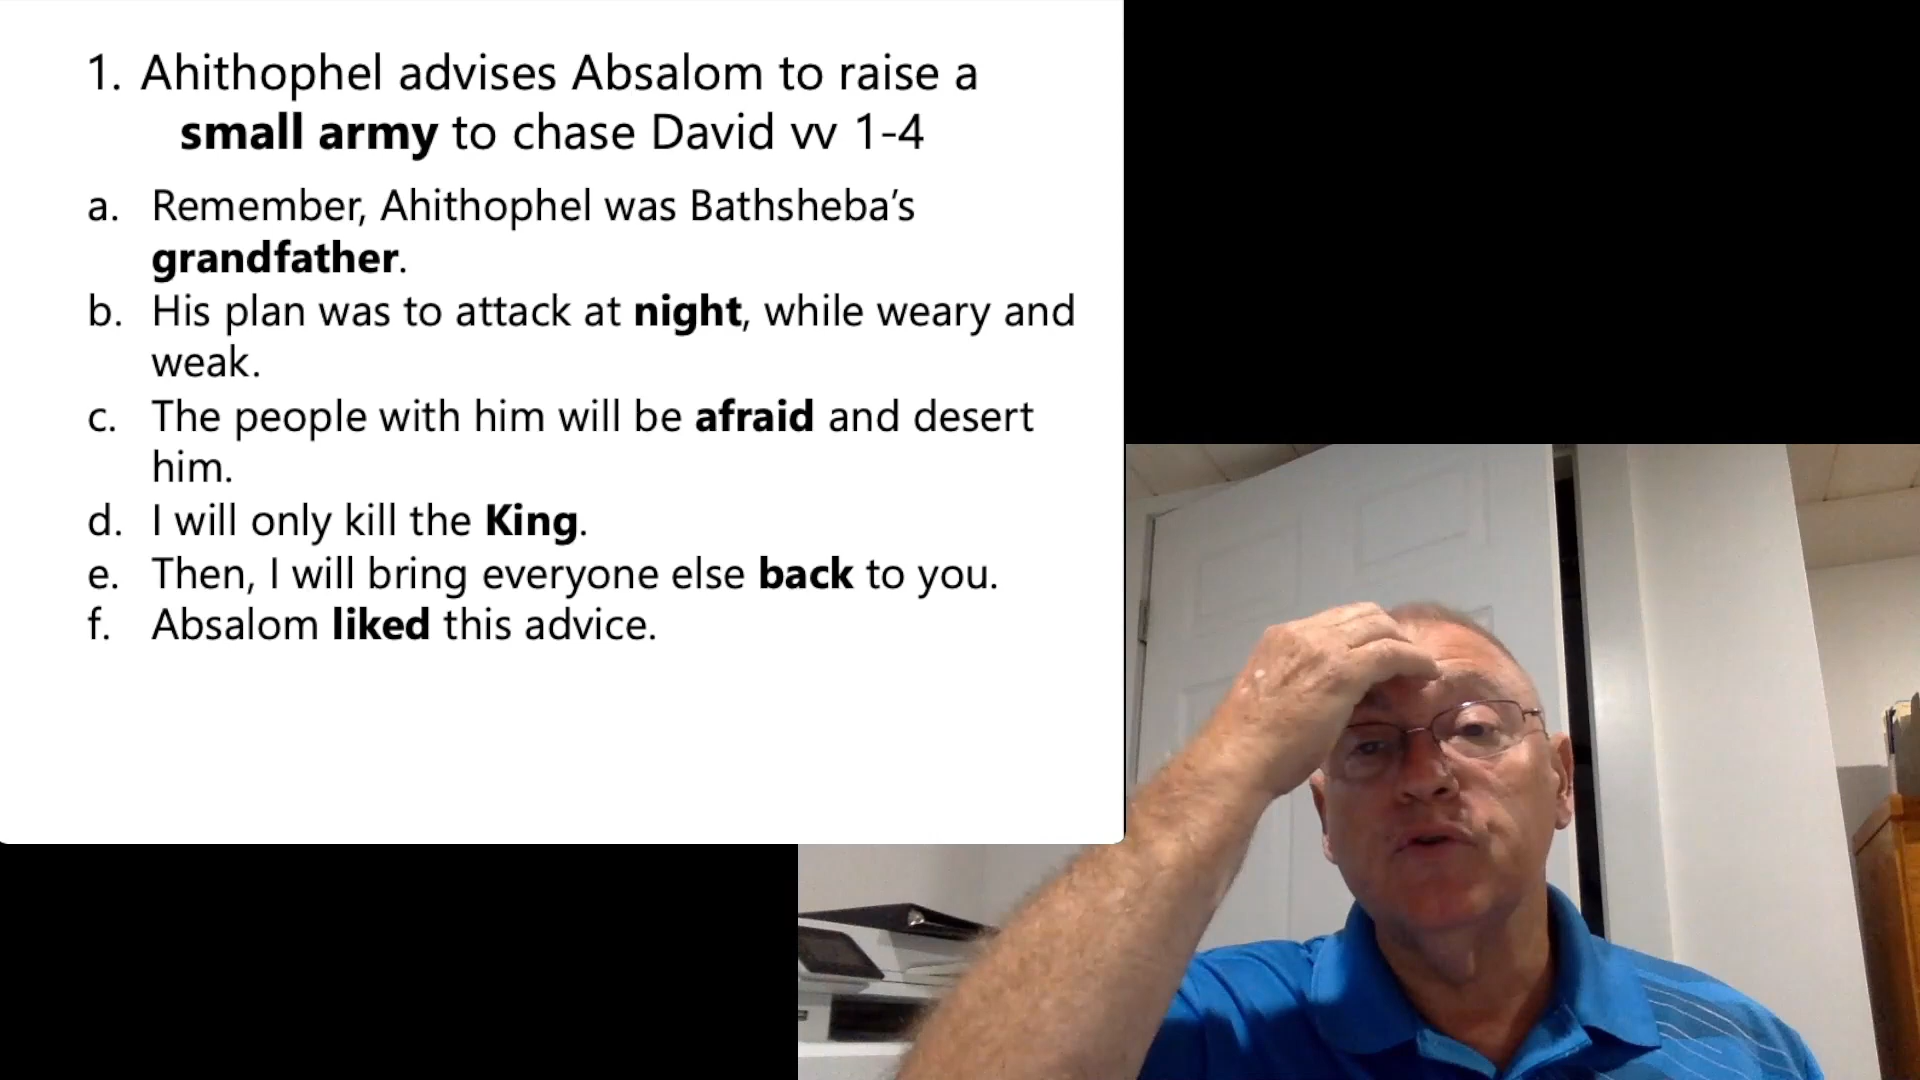 1. Ahithophel advises Absalom to raise a
small army to chase David vv 1-4
a. Remember, Ahithophel was Bathsheba’s
grandfather.
b. His plan was to attack at night, while weary and
weak.
c. The people with him will be afraid and desert
him.
d. I will only kill the King.
e. Then, I will bring everyone else back to you.
f. Absalom liked this advice.